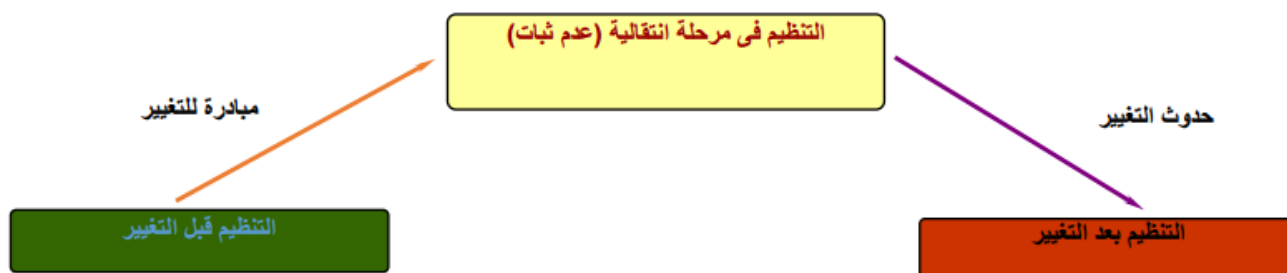 التنظيم فى مرحلة انتقالية (عدم ثبات)
مبادرة للتغيير
حدوث التغيير
التنظيم قبل التغيير
التنظيم بعد التغيير